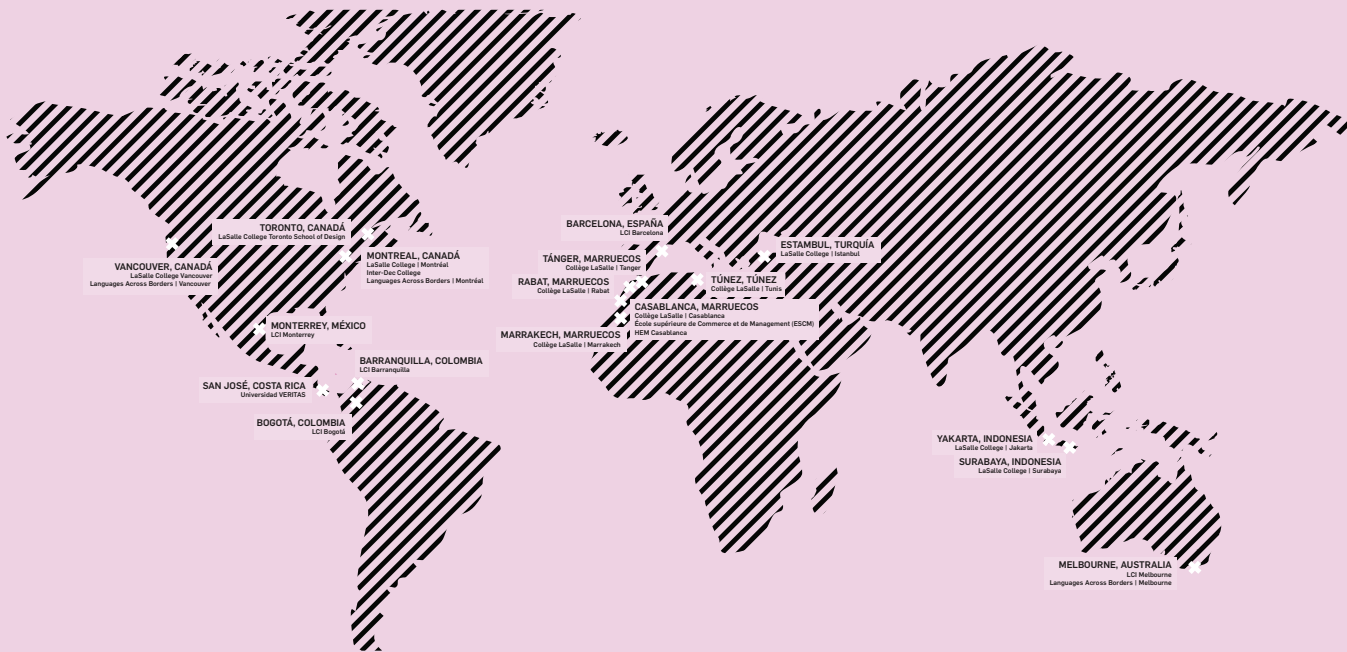 TORONTO, CANADÁ
LaSalle College Toronto School of Design
MONTREAL, CANADÁ
LaSalle College | Montréal
Inter-Dec College
Languages Across Borders | Montréal
VANCOUVER, CANADÁ
LaSalle College Vancouver
Languages Across Borders | Vancouver
MONTERREY, MÉXICO
LCI Monterrey
BARRANQUILLA, COLOMBIA
LCI Barranquilla
SAN JOSÉ, COSTA RICA
Universidad VERITAS
BOGOTÁ, COLOMBIA
LCI Bogotá
BARCELONA, ESPAÑA
LCI Barcelona
ESTAMBUL, TURQUÍA
LaSalle College | Istanbul
TÁNGER, MARRUECOS
Collège LaSalle | Tanger
RABAT, MARRUECOS
Collège LaSalle | Rabat
TÚNEZ, TÚNEZ
Collège LaSalle | Tunis
CASABLANCA, MARRUECOS
Collège LaSalle | Casablanca
École supérieure de Commerce et de Management (ESCM)
HEM Casablanca
MARRAKECH, MARRUECOS
Collège LaSalle | Marrakech
YAKARTA, INDONESIA
LaSalle College | Jakarta
SURABAYA, INDONESIA
LaSalle College | Surabaya
MELBOURNE, AUSTRALIA
LCI Melbourne
Languages Across Borders | Melbourne